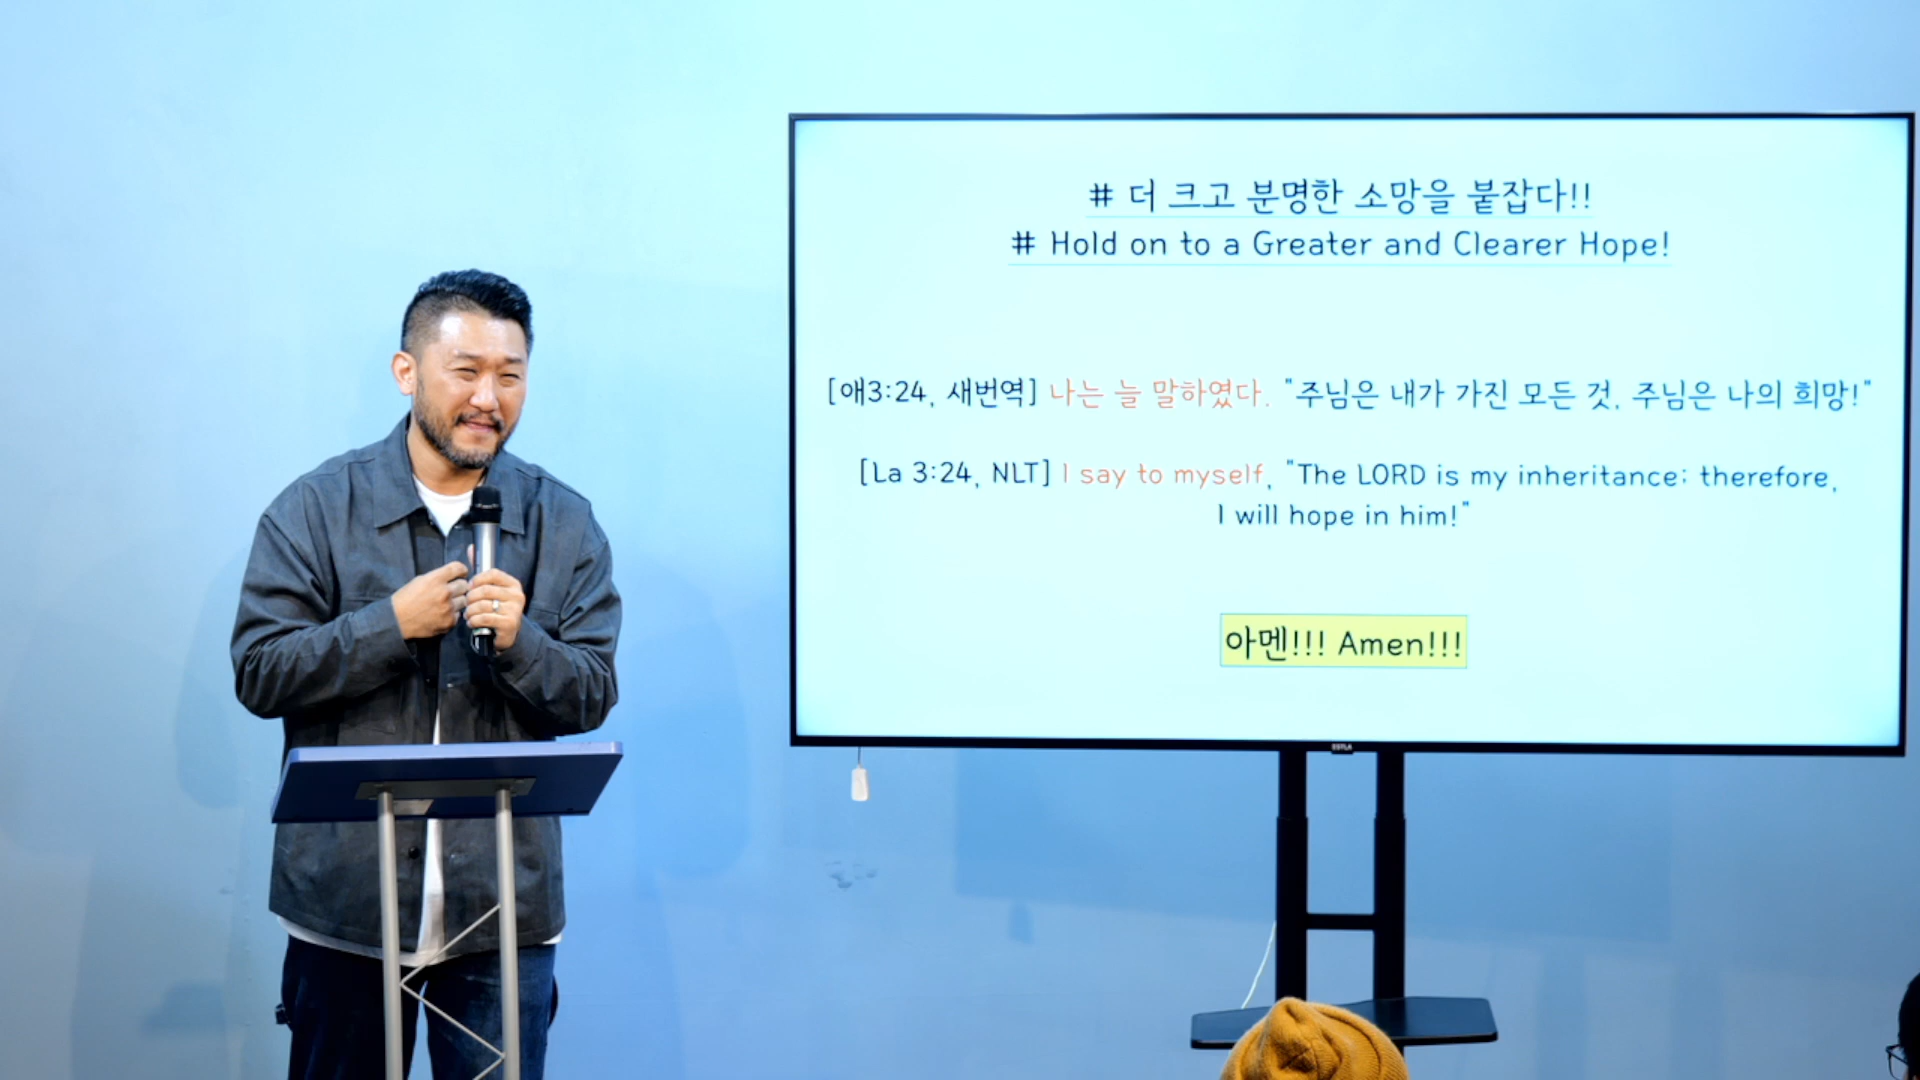 # 더 크고 분명한 소망을 붙잡다!!
# Hold on to a Greater and Clearer Hope!
[애3:24, 새번역] 나는 늘 말하였다. "주님은 내가 가진 모든 것, 주님은 나의 희망!"
[La 3:24, NLT] I say to myself, "The LORD is my inheritance; therefore,
I will hope in him!"
아멘!!! Amen!!!